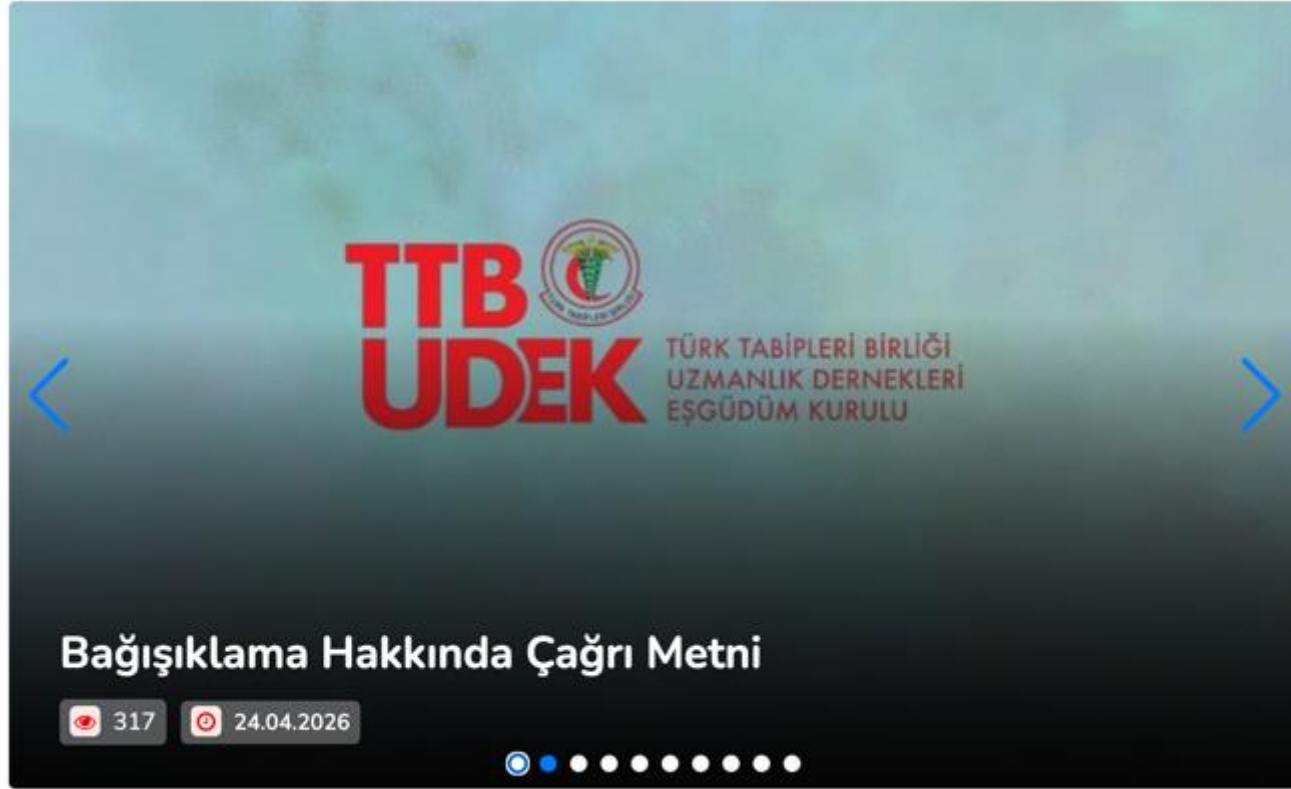 TTB
UDEK
TÜRK TABİPLERİ BİRLİĞİ
UZMANLIK DERNEKLERİ
EŞGÜDÜM KURULU
Bağışıklama Hakkında Çağrı Metni
317
24.04.2026